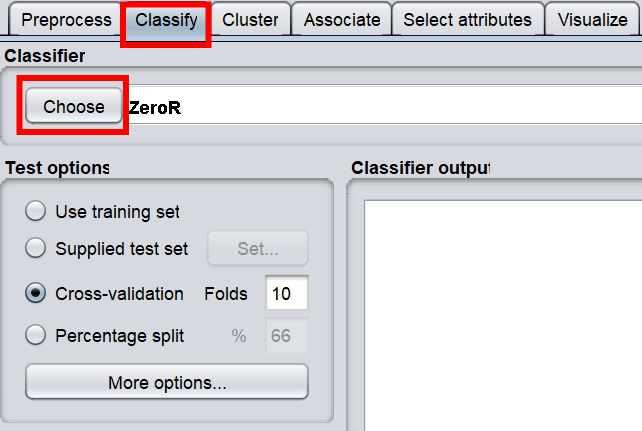 Preprocess Classify Cluster Associate Select attributes Visualize
Classifier
Choose ZeroR
Test options
Use training set
Supplied test set Set...
Cross-validation Folds 10
Percentage split % 66
More options...
Classifier output